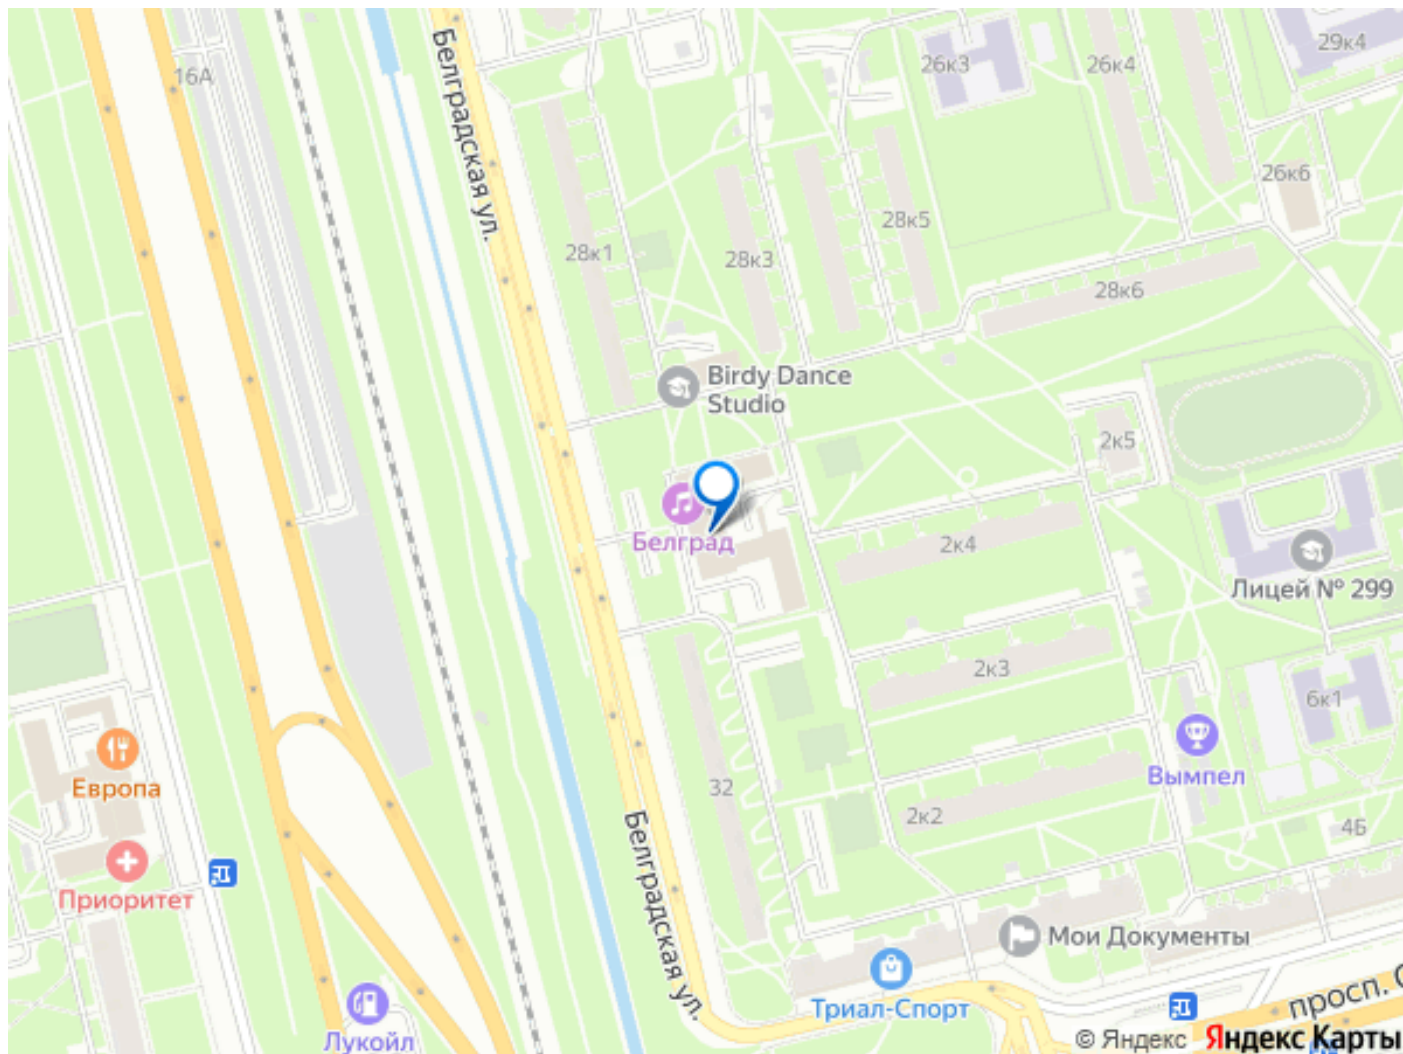 16А
Белградская ул.
26к3
26к4
29к4
26к6
28к1
28к3
28к5
28к6
Birdy Dance
Studio
2к5
Белград
2к4
Лицей № 299
2к3
6к1
Европа
32
Вымпел
2к2
4Б
Приоритет
Белградская ул.
Мои Документы
Триал-Спорт
просп. С
Лукойл
© Яндекс Яндекс Карты